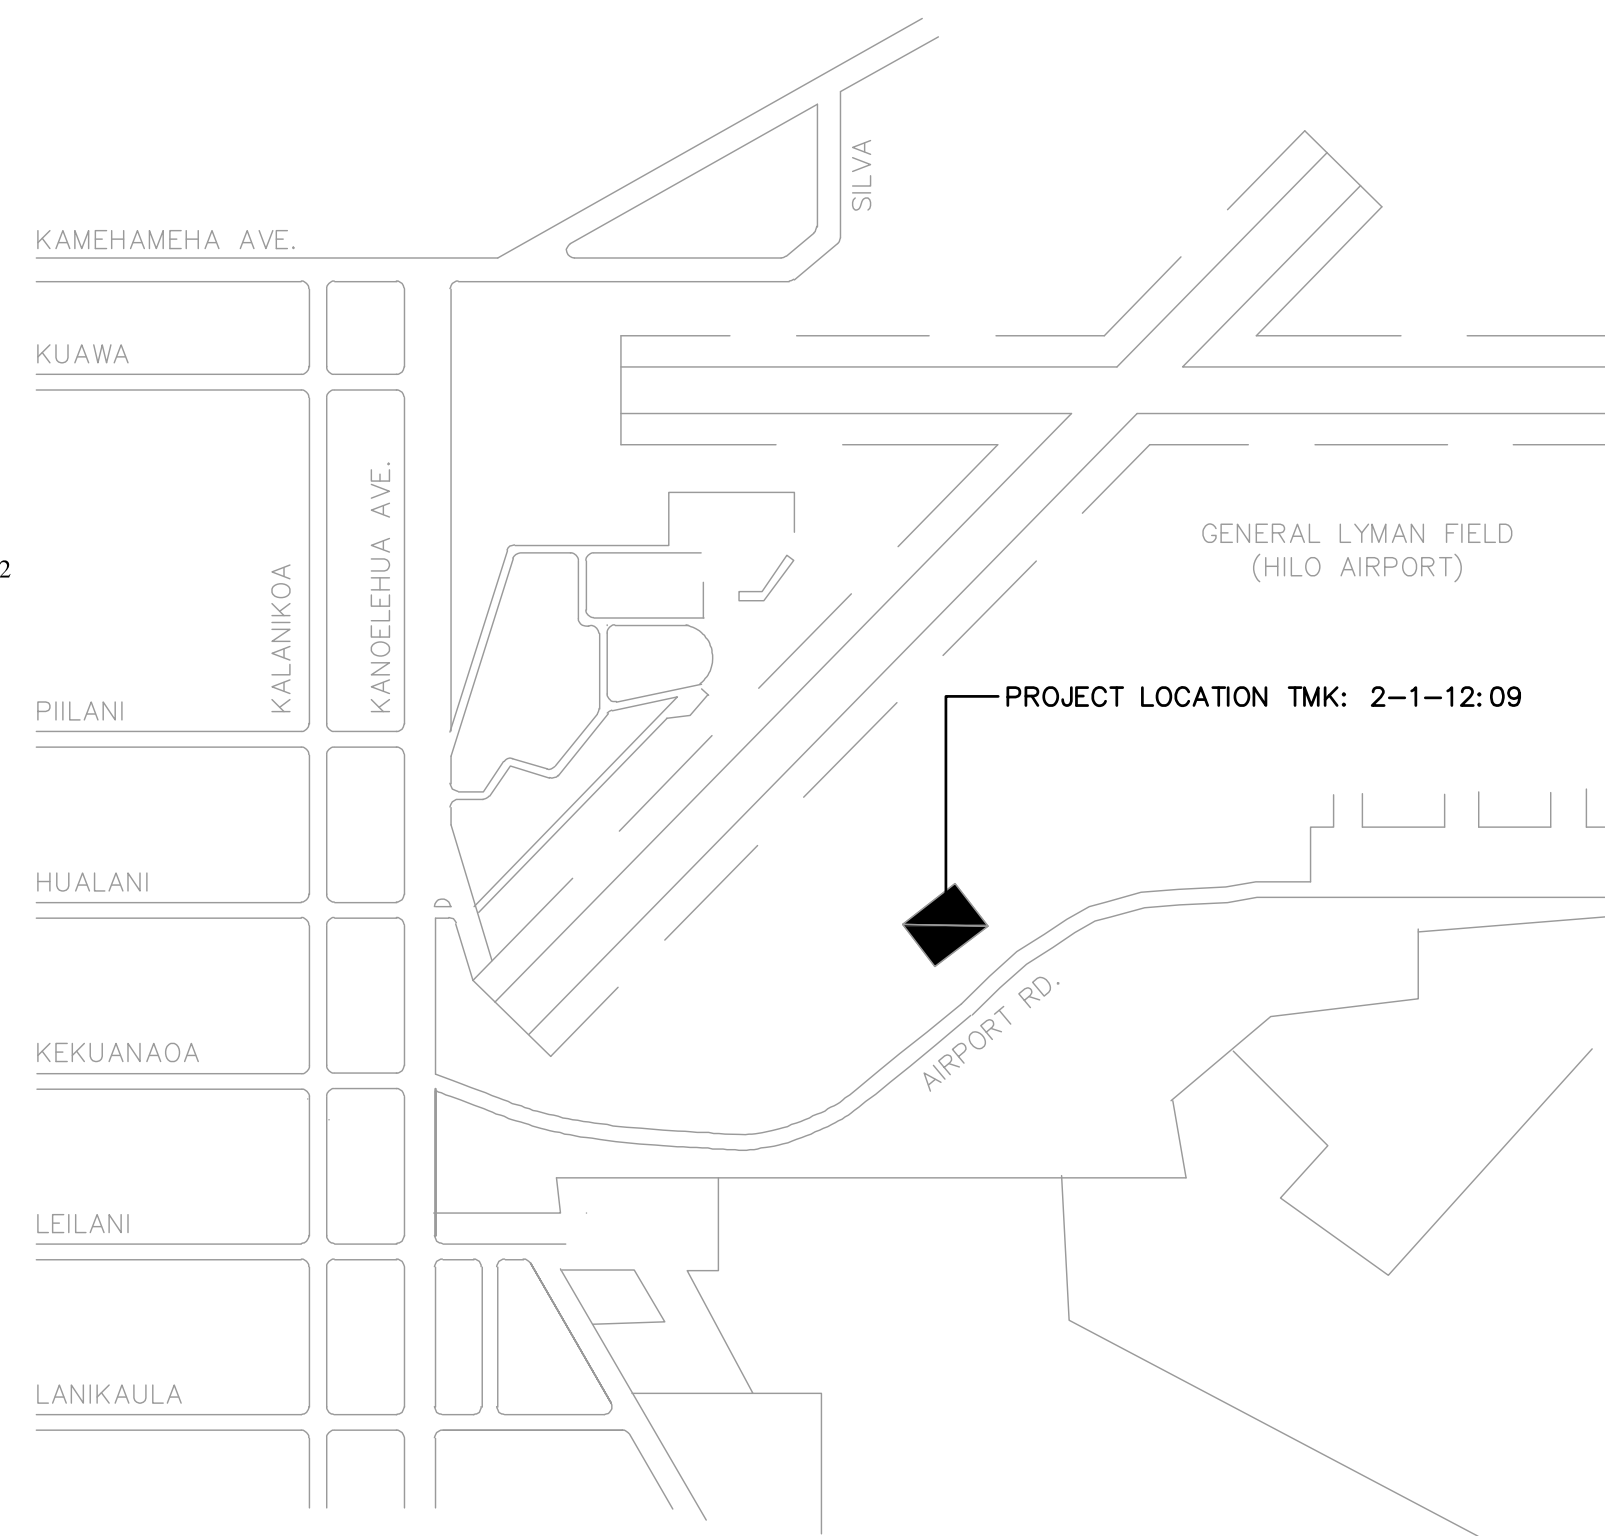 SILVA
KAMEHAMEHA AVE.
KUAWA
KALANIKOA
KANOELEHUA AVE.
GENERAL LYMAN FIELD
(HILO AIRPORT)
2
PIILANI
PROJECT LOCATION TMK: 2-1-12:09
HUALANI
AIRPORT RD.
KEKUANAOA
LEILANI
LANIKAULA